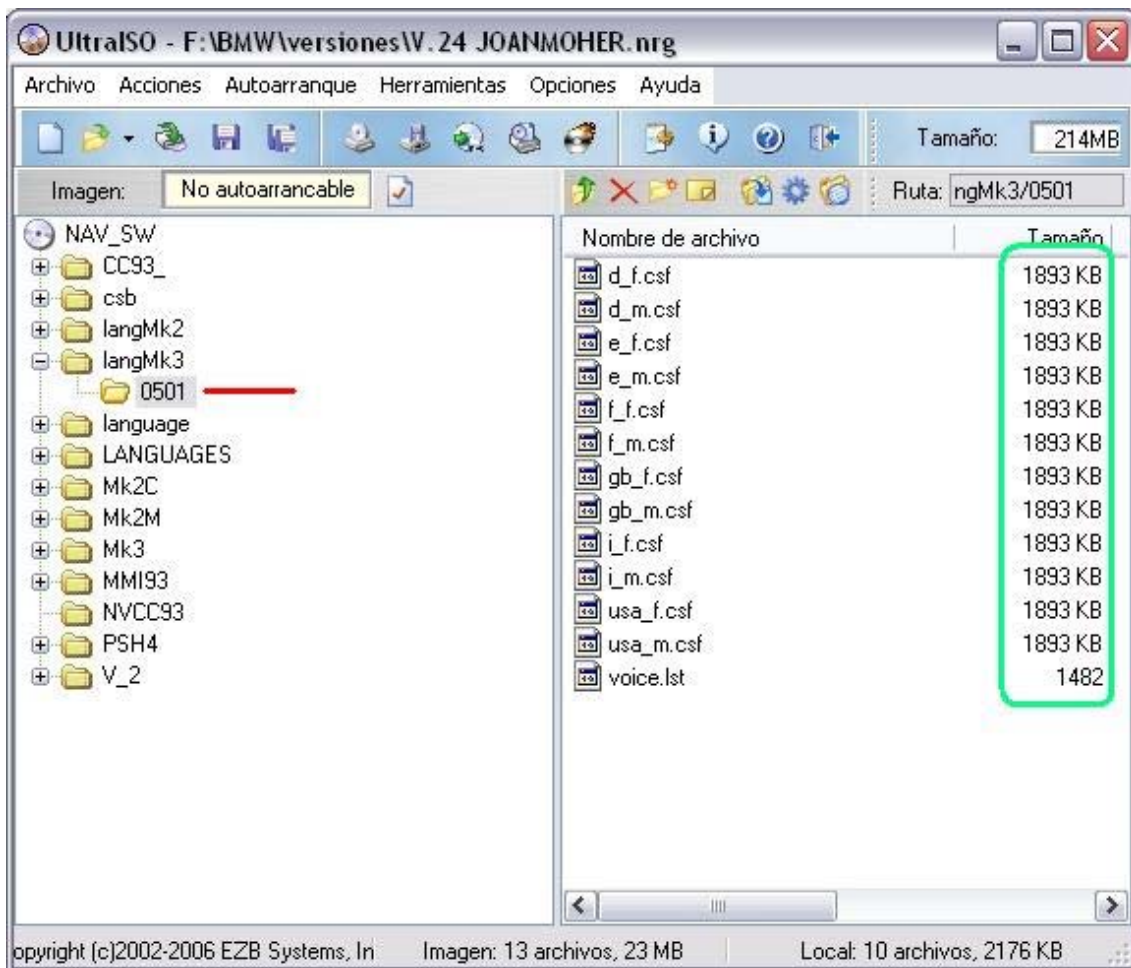 UltraISO - F:\BMW\versiones\V.24 JOANMOHER.nrg
Archivo Acciones Autoarranque Herramientas Opciones Ayuda
Tamaño: 214MB
Imagen: No autoarrancable
Ruta: ngMk3/0501
NAV_SW
CC93_
csb
langMk2
langMk3
0501
language
LANGUAGES
Mk2C
Mk2M
Mk3
MMI93
NVCC93
PSH4
V_2
Nombre de archivo Tamaño
d_f.csf 1893 KB
d_m.csf 1893 KB
e_f.csf 1893 KB
e_m.csf 1893 KB
f_f.csf 1893 KB
f_m.csf 1893 KB
gb_f.csf 1893 KB
gb_m.csf 1893 KB
i_f.csf 1893 KB
i_m.csf 1893 KB
usa_f.csf 1893 KB
usa_m.csf 1893 KB
voice.lst 1482
opyright (c)2002-2006 EZB Systems, In Imagen: 13 archivos, 23 MB Local: 10 archivos, 2176 KB